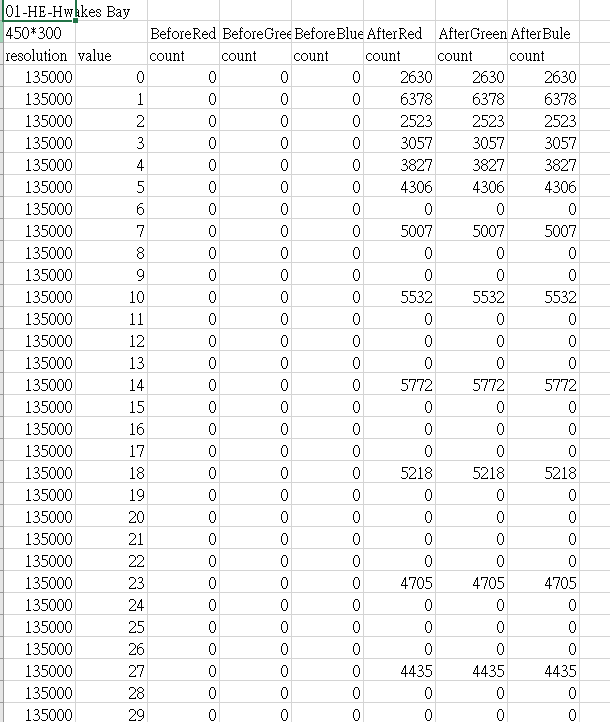 01-HE-Hwakes Bay
450*300 BeforeRed BeforeGree BeforeBlue AfterRed AfterGreen AfterBule
resolution value count count count count count count
135000 0 0 0 0 2630 2630 2630
135000 1 0 0 0 6378 6378 6378
135000 2 0 0 0 2523 2523 2523
135000 3 0 0 0 3057 3057 3057
135000 4 0 0 0 3827 3827 3827
135000 5 0 0 0 4306 4306 4306
135000 6 0 0 0 0 0 0
135000 7 0 0 0 5007 5007 5007
135000 8 0 0 0 0 0 0
135000 9 0 0 0 0 0 0
135000 10 0 0 0 5532 5532 5532
135000 11 0 0 0 0 0 0
135000 12 0 0 0 0 0 0
135000 13 0 0 0 0 0 0
135000 14 0 0 0 5772 5772 5772
135000 15 0 0 0 0 0 0
135000 16 0 0 0 0 0 0
135000 17 0 0 0 0 0 0
135000 18 0 0 0 5218 5218 5218
135000 19 0 0 0 0 0 0
135000 20 0 0 0 0 0 0
135000 21 0 0 0 0 0 0
135000 22 0 0 0 0 0 0
135000 23 0 0 0 4705 4705 4705
135000 24 0 0 0 0 0 0
135000 25 0 0 0 0 0 0
135000 26 0 0 0 0 0 0
135000 27 0 0 0 4435 4435 4435
135000 28 0 0 0 0 0 0
135000 29 0 0 0 0 0 0